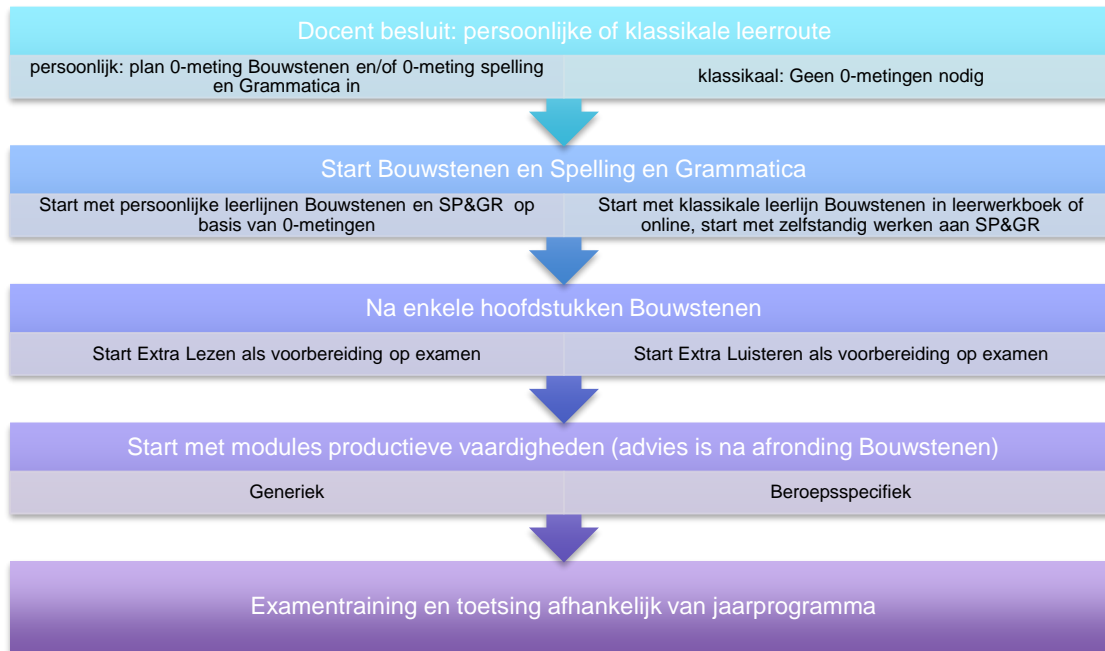 Docent besluit: persoonlijke of klassikale leerroute
persoonlijk: plan 0-meting Bouwstenen en/of 0-meting spelling
en Grammatica in
klassikaal: Geen 0-metingen nodig
Start Bouwstenen en Spelling en Grammatica
Start met persoonlijke leerlijnen Bouwstenen en SP&GR op
basis van 0-metingen
Start met klassikale leerlijn Bouwstenen in leerwerkboek of
online, start met zelfstandig werken aan SP&GR
Na enkele hoofdstukken Bouwstenen
Start Extra Lezen als voorbereiding op examen
Start Extra Luisteren als voorbereiding op examen
Start met modules productieve vaardigheden (advies is na afronding Bouwstenen)
Generiek
Beroepsspecifiek
Examentraining en toetsing afhankelijk van jaarprogramma